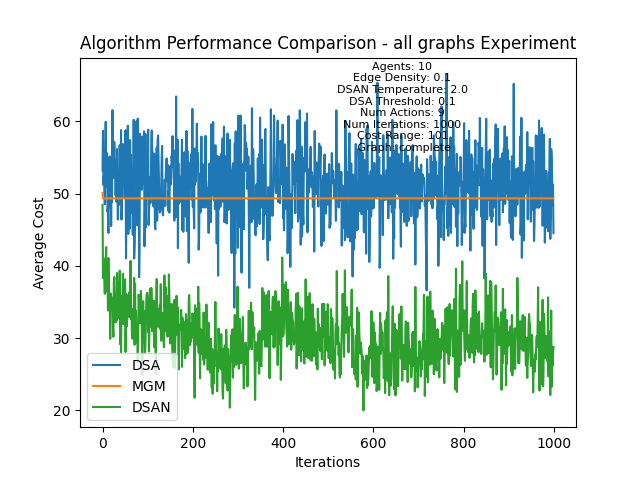 Algorithm Performance Comparison - all graphs Experiment
Agents: 10
Edge Density: 0.1
DSAN Temperature: 2.0
DSA Threshold: 0.1
Num Actions: 9
Num Iterations: 1000
Cost Range: 101
Graph: complete
60
50
40
30
20
Average Cost
DSA
MGM
DSAN
0
200
400
600
800
1000
Iterations